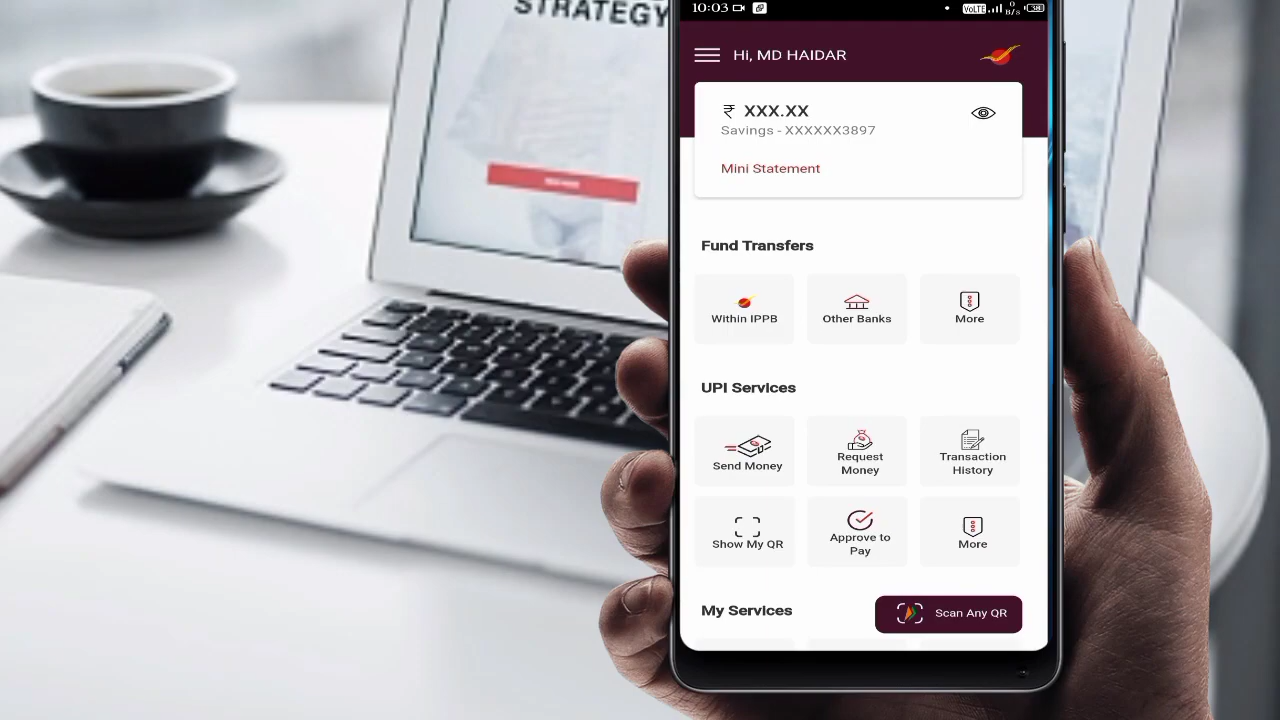 STRATEGY
10:03
VoLTE
0
B/s
Hi, MD HAIDAR
₹ XXX.XX
Savings - XXXXXX3897
Mini Statement
Fund Transfers
Within IPPB
Other Banks
More
UPI Services
Send Money
Request
Money
Transaction
History
Show My QR
Approve to
Pay
More
My Services
Scan Any QR